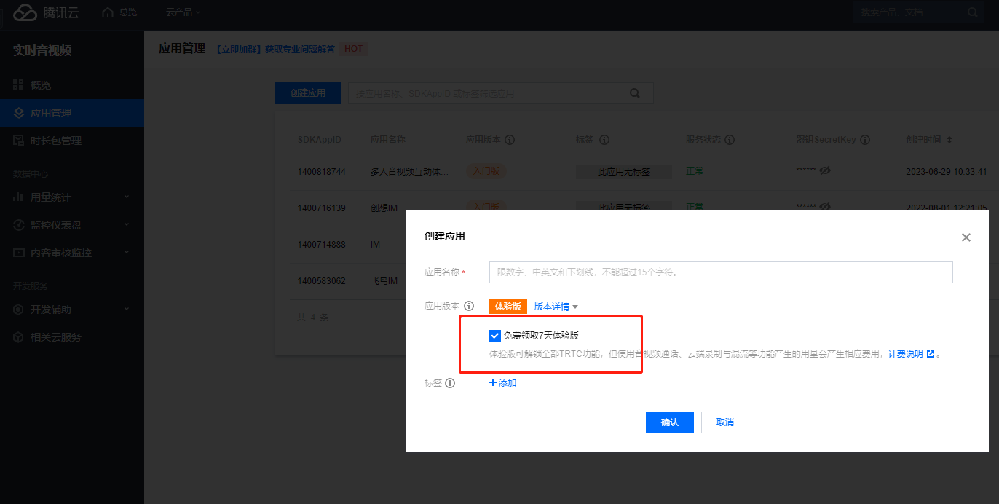 腾讯云 总览 云产品 搜索产品、文档...
实时音视频
概览
应用管理
时长包管理
数据中心
用量统计
监控仪表盘
内容审核监控
开发服务
开发辅助
相关云服务
应用管理 【立即加群】获取专业问题解答 HOT
创建应用 按应用名称、SDKAppID 或标签筛选应用
SDKAppID 应用名称 应用版本 标签 服务状态 密钥SecretKey 创建时间
1400818744 多人音视频互动体... 入门版 此应用无标签 正常 ****** 2023-06-29 10:33:41
1400716139 创想IM 入门版 此应用无标签 正常 ****** 2022-08-01 12:21:05
1400714888 IM
1400583062 飞鸟IM
共 4 条
创建应用
应用名称 * 限数字、中英文和下划线，不能超过15个字符。
应用版本 体验版 版本详情
免费领取7天体验版
体验版可解锁全部TRTC功能，但使用音视频通话、云端录制与混流等功能产生的用量会产生相应费用，计费说明。
标签 添加
确认 取消